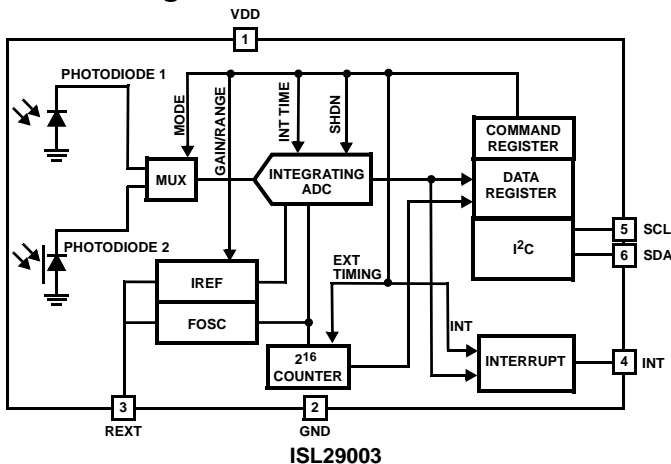 VDD
1
PHOTODIODE 1
MODE
GAIN/RANGE
INT TIME
SHDN
COMMAND
REGISTER
MUX
INTEGRATING
ADC
DATA
REGISTER
PHOTODIODE 2
I2C
5 SCL
6 SDA
IREF
EXT
TIMING
FOSC
INT
216
COUNTER
INTERRUPT
4 INT
3
REXT
2
GND
ISL29003